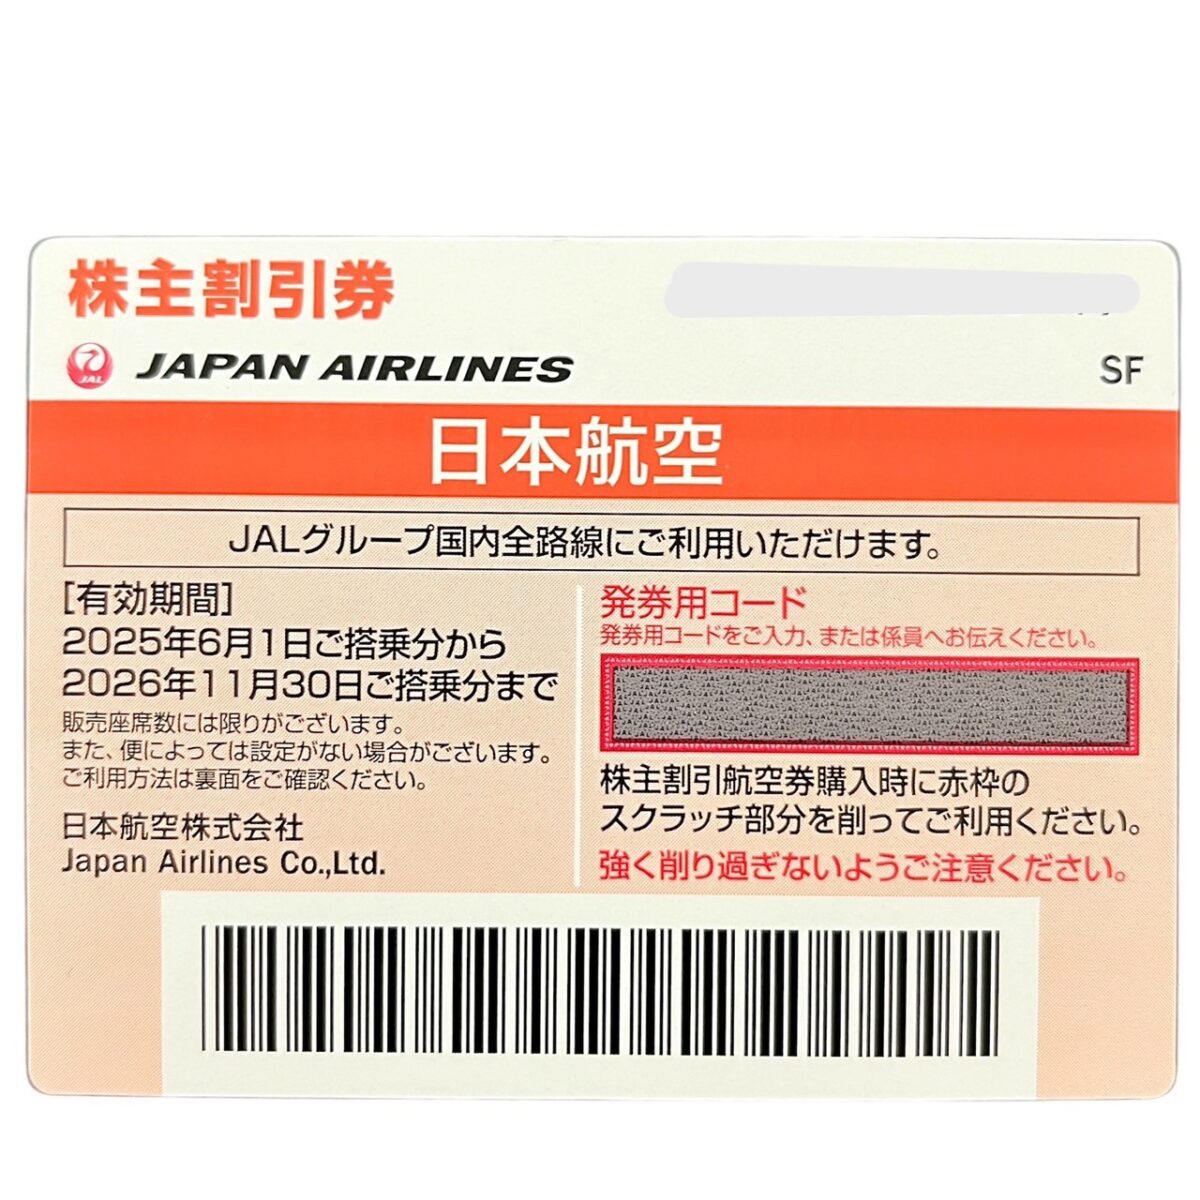 株主割引券
JAL
JAPAN AIRLINES
SF
日本航空
JALグループ国内全路線にご利用いただけます。
[有効期間]
2025年6月1日ご搭乗分から
2026年11月30日ご搭乗分まで
販売座席数には限りがございます。
また、便によっては設定がない場合がございます。
ご利用方法は裏面をご確認ください。
日本航空株式会社
Japan Airlines Co.,Ltd.
発券用コード
発券用コードをご入力、または係員へお伝えください。
株主割引航空券購入時に赤枠の
スクラッチ部分を削ってご利用ください。
強く削り過ぎないようご注意ください。